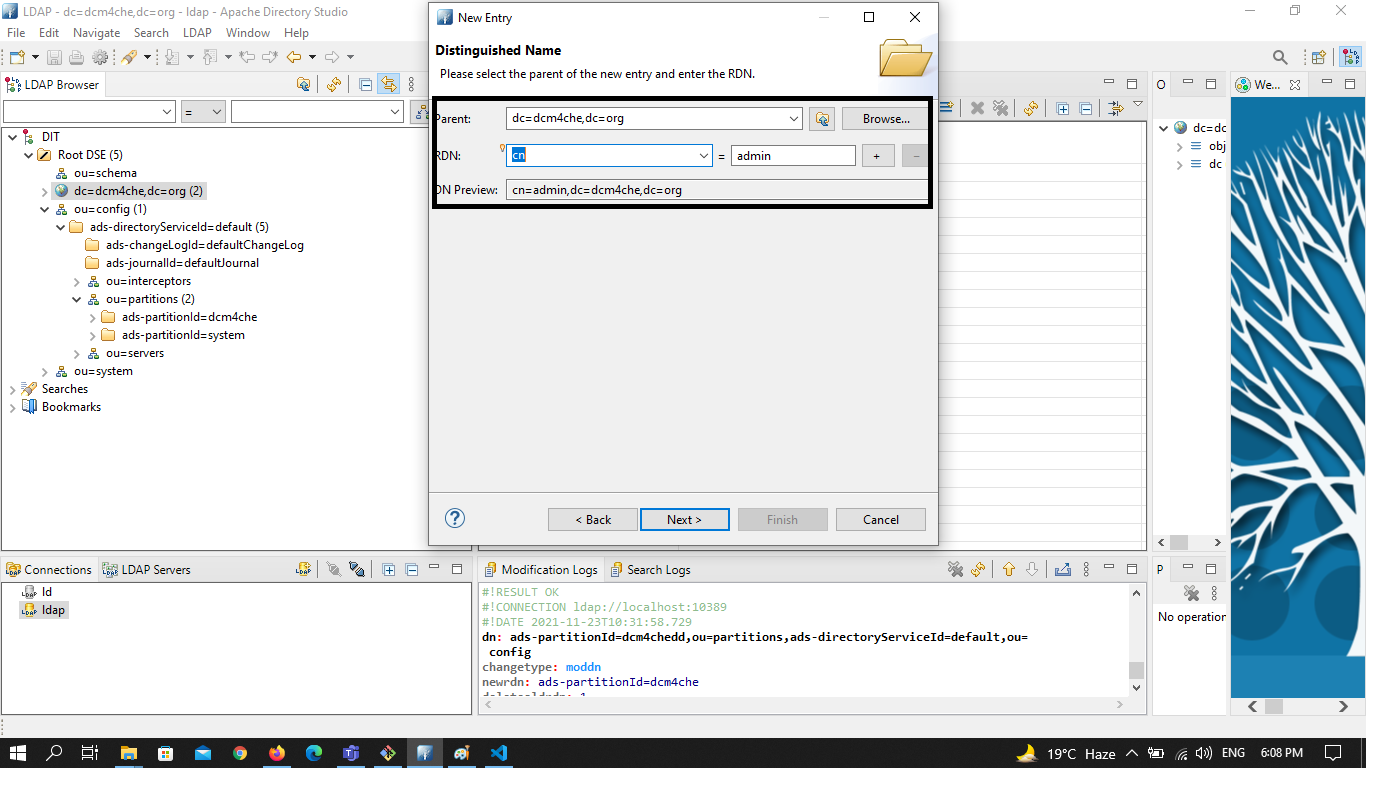 LDAP - dc=dcm4che,dc=org - ldap - Apache Directory Studio
File Edit Navigate Search LDAP Window Help
LDAP Browser
=
DIT
Root DSE (5)
ou=schema
dc=dcm4che,dc=org (2)
ou=config (1)
ads-directoryServiceId=default (5)
ads-changeLogId=defaultChangeLog
ads-journalId=defaultJournal
ou=interceptors
ou=partitions (2)
ads-partitionId=dcm4che
ads-partitionId=system
ou=servers
ou=system
Searches
Bookmarks
New Entry
Distinguished Name
Please select the parent of the new entry and enter the RDN.
Parent: dc=dcm4che,dc=org Browse...
RDN: cn = admin + -
DN Preview: cn=admin,dc=dcm4che,dc=org
? < Back Next > Finish Cancel
O
dc=dc
obj
dc
We...
Connections LDAP Servers
ld
ldap
Modification Logs Search Logs
#!RESULT OK
#!CONNECTION ldap://localhost:10389
#!DATE 2021-11-23T10:31:58.729
dn: ads-partitionId=dcm4chedd,ou=partitions,ads-directoryServiceId=default,ou=
config
changetype: moddn
newrdn: ads-partitionId=dcm4che
deleteoldrdn: 1
P
No operation
19°C Haze ENG 6:08 PM